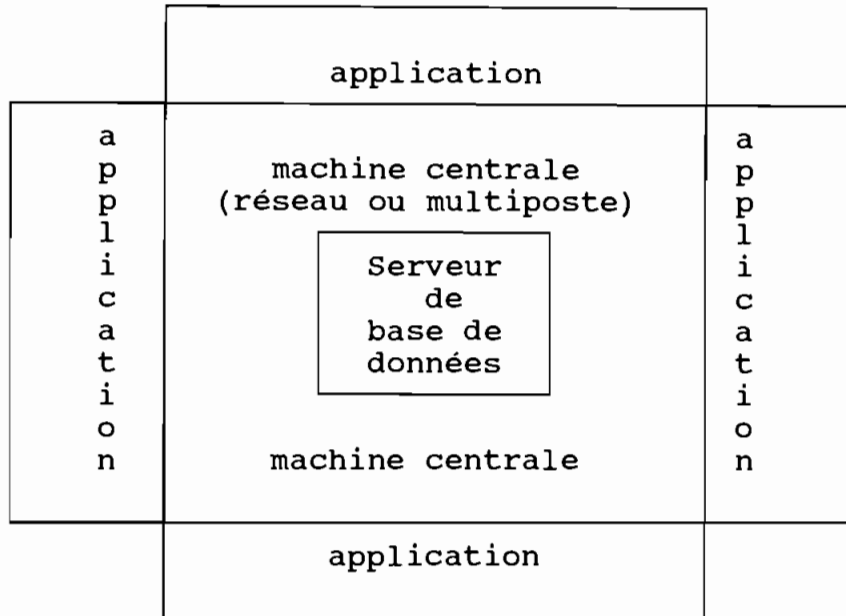 application
application
machine centrale
(réseau ou multiposte)
Serveur
de
base de
données
machine centrale
application
application